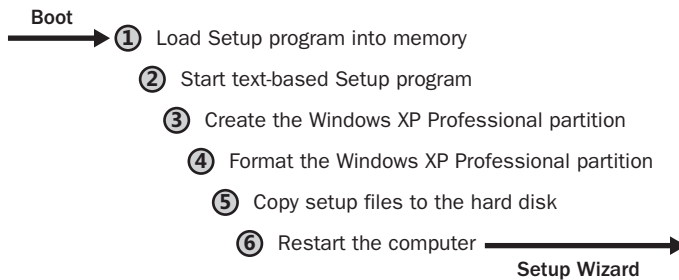 Boot
1 Load Setup program into memory
2 Start text-based Setup program
3 Create the Windows XP Professional partition
4 Format the Windows XP Professional partition
5 Copy setup files to the hard disk
6 Restart the computer
Setup Wizard